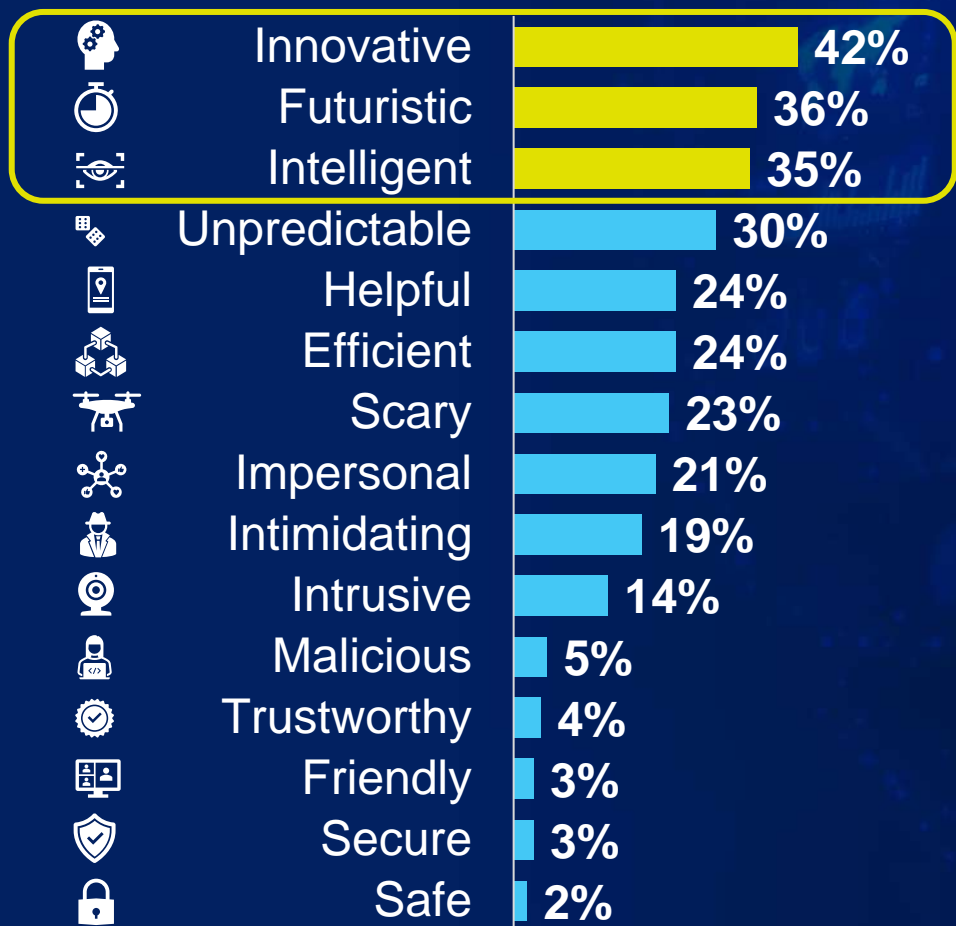 Innovative 42%
Futuristic 36%
Intelligent 35%
Unpredictable 30%
Helpful 24%
Efficient 24%
Scary 23%
Impersonal 21%
Intimidating 19%
Intrusive 14%
Malicious 5%
Trustworthy 4%
Friendly 3%
Secure 3%
Safe 2%